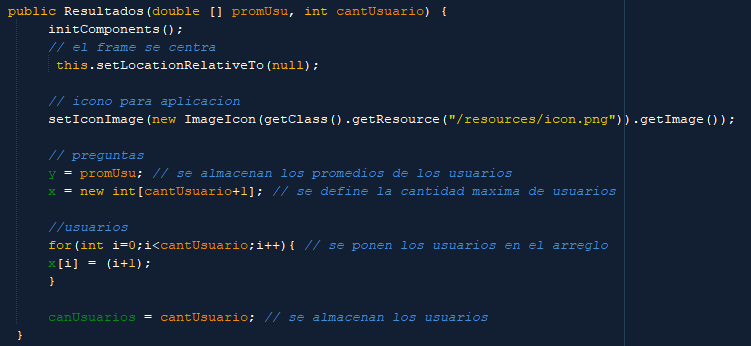 public Resultados(double [] promUsu, int cantUsuario) {
initComponents();
// el frame se centra
this.setLocationRelativeTo(null);
// icono para aplicacion
setIconImage(new ImageIcon(getClass().getResource("/resources/icon.png")).getImage());
// preguntas
y = promUsu; // se almacenan los promedios de los usuarios
x = new int[cantUsuario+1]; // se define la cantidad maxima de usuarios
//usuarios
for(int i=0;i<cantUsuario;i++){ // se ponen los usuarios en el arreglo
x[i] = (i+1);
}
canUsuarios = cantUsuario; // se almacenan los usuarios
}